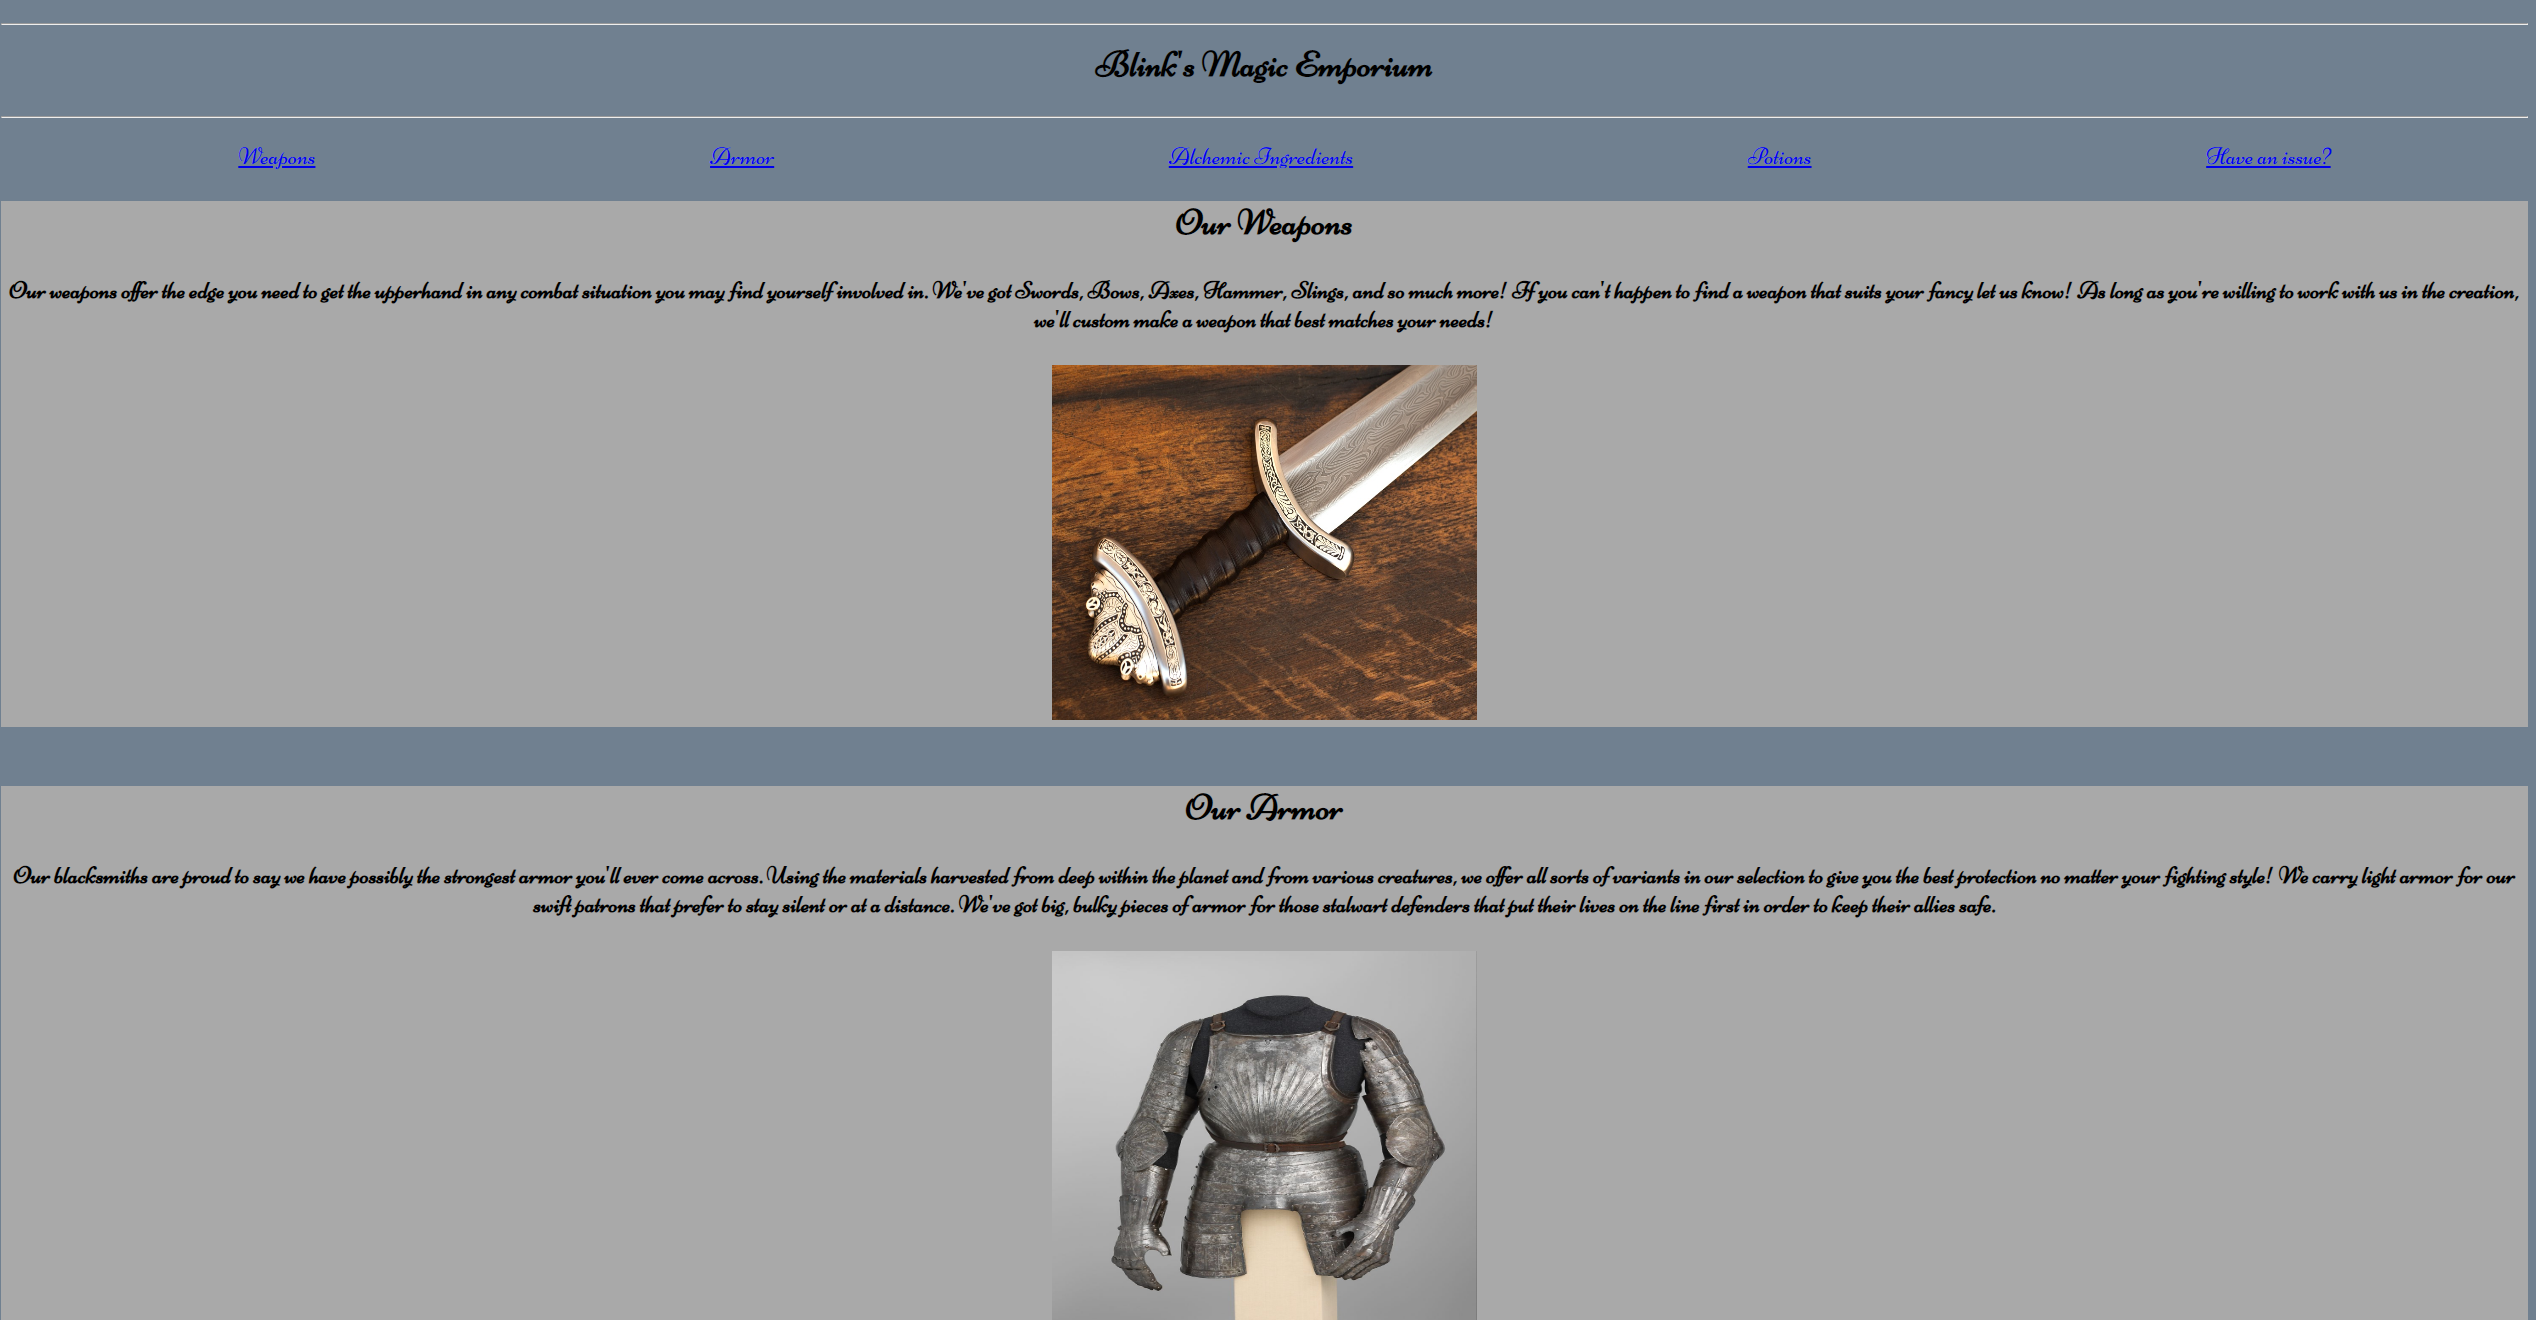 Blink's Magic Emporium
Weapons
Armor
Alchemic Ingredients
Potions
Have an issue?
Our Weapons
Our weapons offer the edge you need to get the upperhand in any combat situation you may find yourself involved in. We've got Swords, Bows, Axes, Hammer, Slings, and so much more! If you can't happen to find a weapon that suits your fancy let us know! As long as you're willing to work with us in the creation,
we'll custom make a weapon that best matches your needs!
Our Armor
Our blacksmiths are proud to say we have possibly the strongest armor you'll ever come across. Using the materials harvested from deep within the planet and from various creatures, we offer all sorts of variants in our selection to give you the best protection no matter your fighting style! We carry light armor for our
swift patrons that prefer to stay silent or at a distance. We've got big, bulky pieces of armor for those stalwart defenders that put their lives on the line first in order to keep their allies safe.